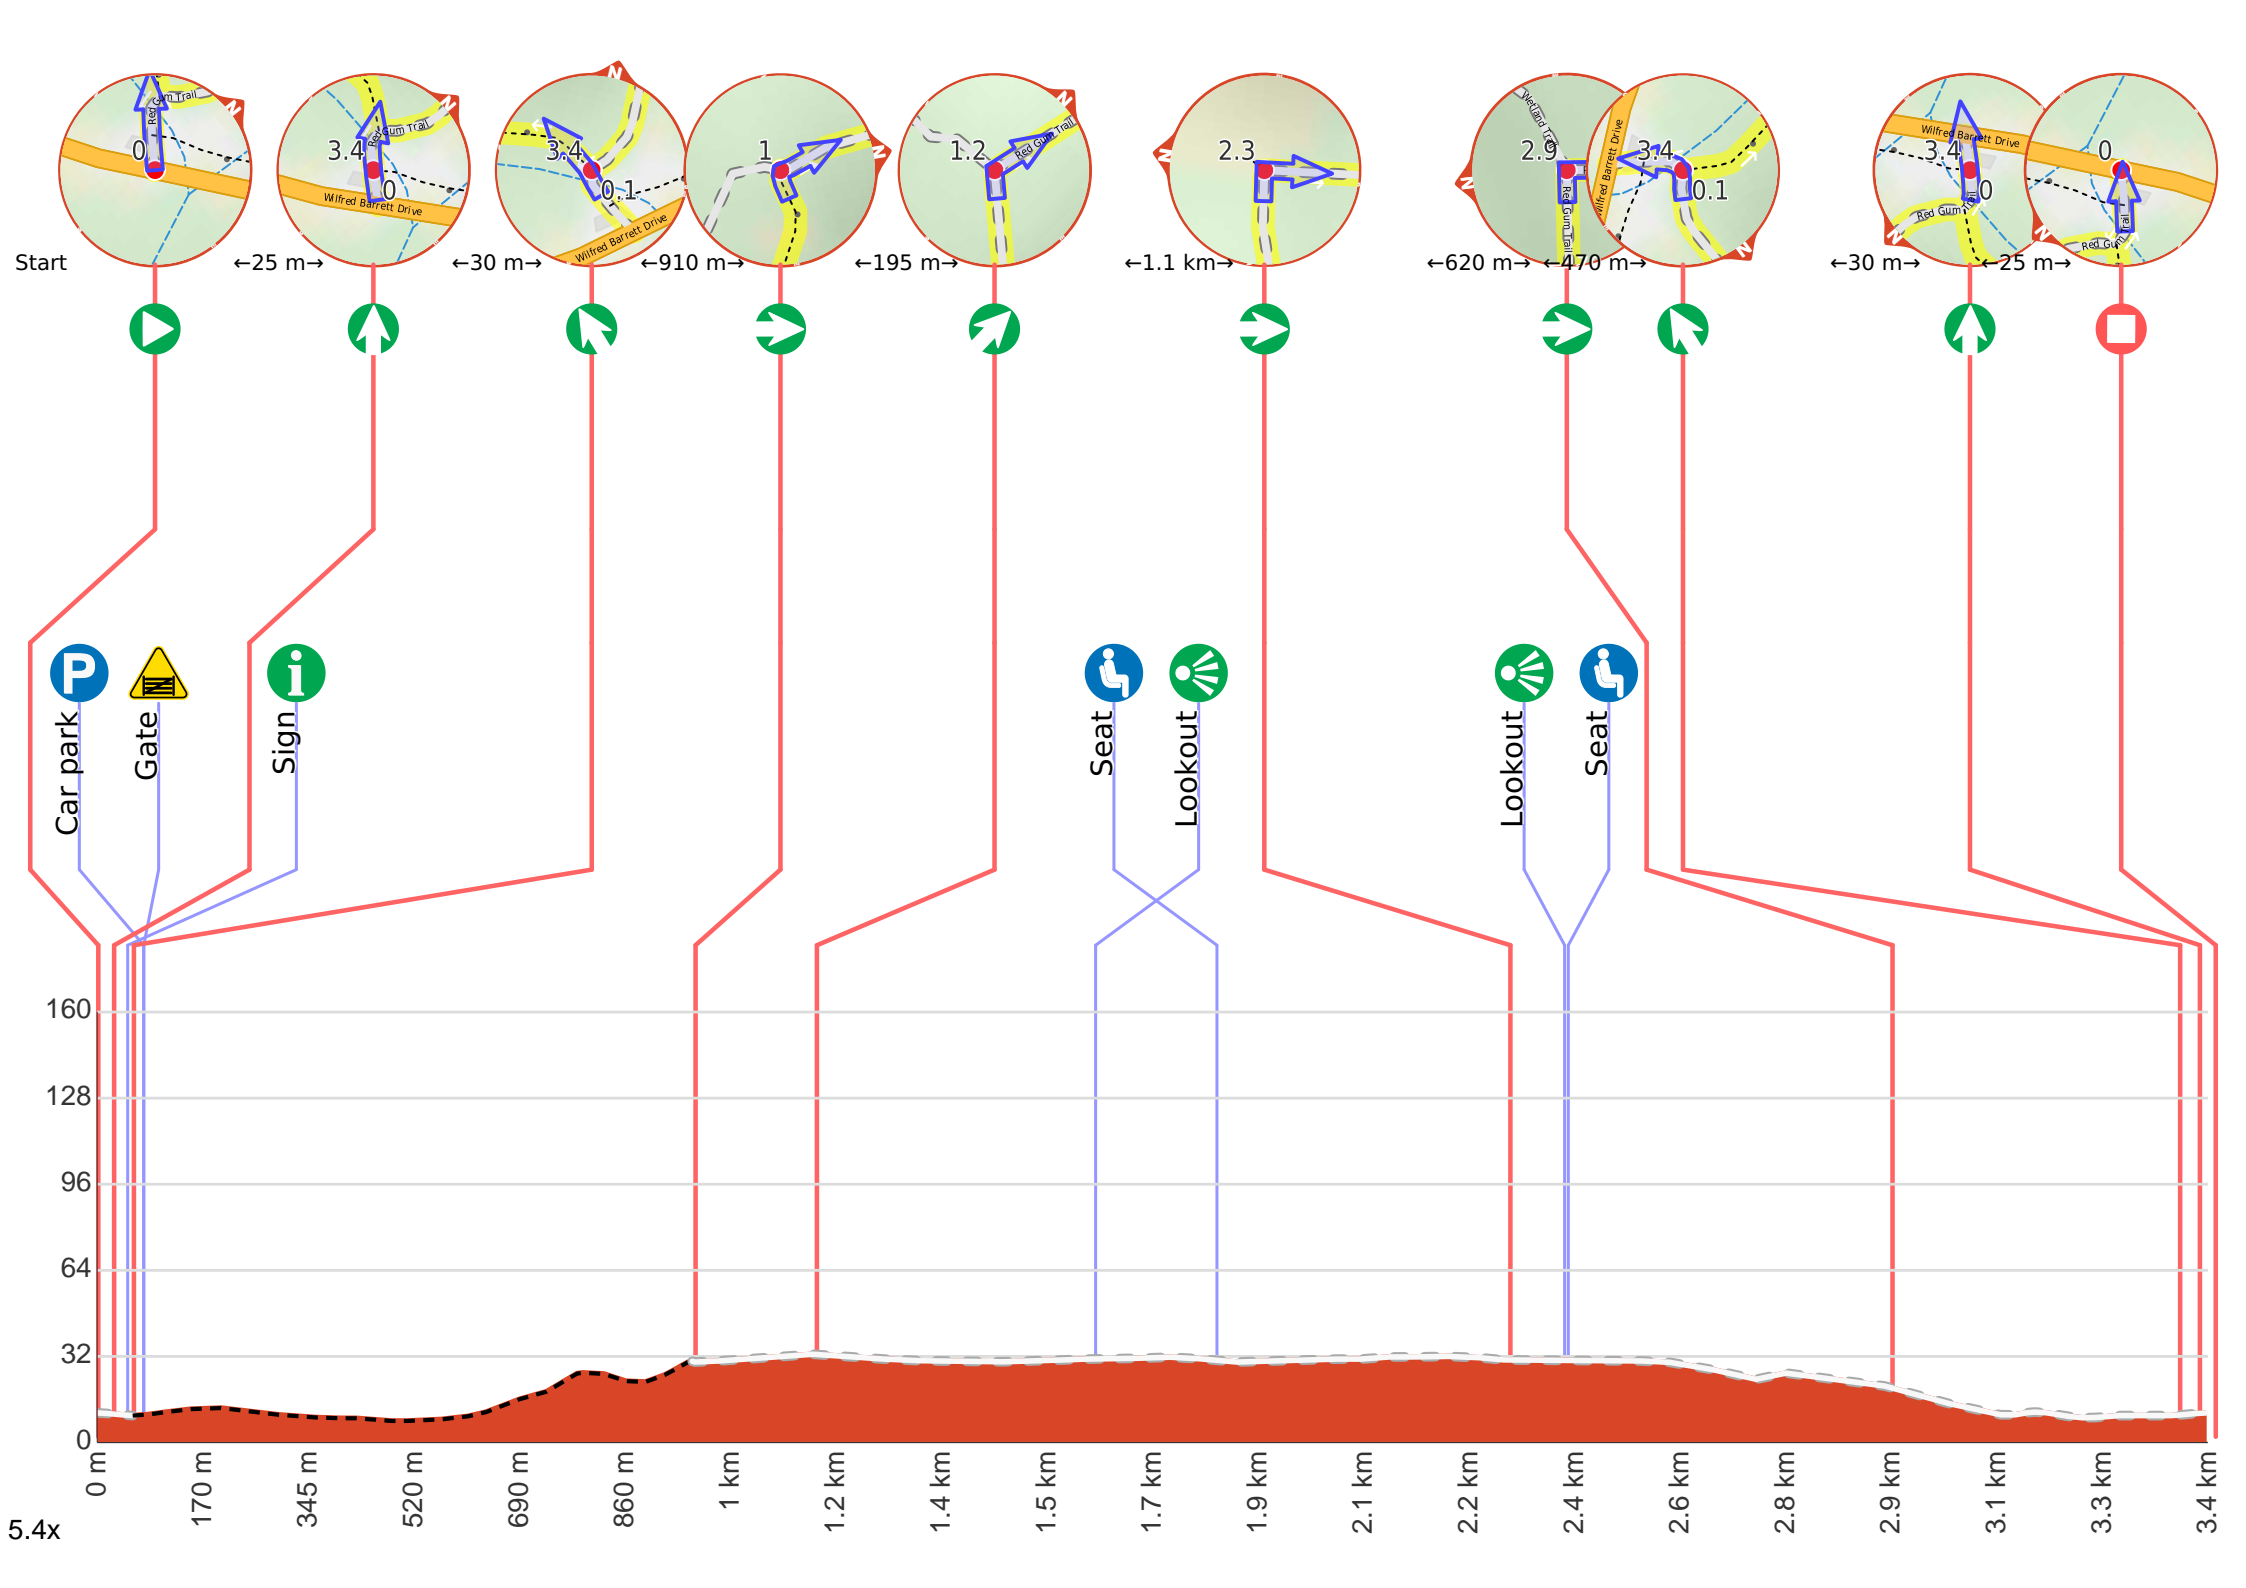 Red Gum Trail
0
N
3.4
0
Red Gum Trail
Wilfred Barrett Drive
N
3.4
0.1
Wilfred Barrett Drive
N
1
N
1.2
Red Gum Trail
N
2.3
N
2.9
Wetland Trail
Red Gum Trail
N
3.4
0.1
Wilfred Barrett Drive
N
3.4
0
Wilfred Barrett Drive
Red Gum Trail
N
0
Red Gum Trail
N
Start
←25 m→
←30 m→
←910 m→
←195 m→
←1.1 km→
←620 m→
←470 m→
←30 m→
←25 m→
P
i
Car park
Gate
Sign
Seat
Lookout
Lookout
Seat
160
128
96
64
32
0
0 m
170 m
345 m
520 m
690 m
860 m
1 km
1.2 km
1.4 km
1.5 km
1.7 km
1.9 km
2.1 km
2.2 km
2.4 km
2.6 km
2.8 km
2.9 km
3.1 km
3.3 km
3.4 km
5.4x